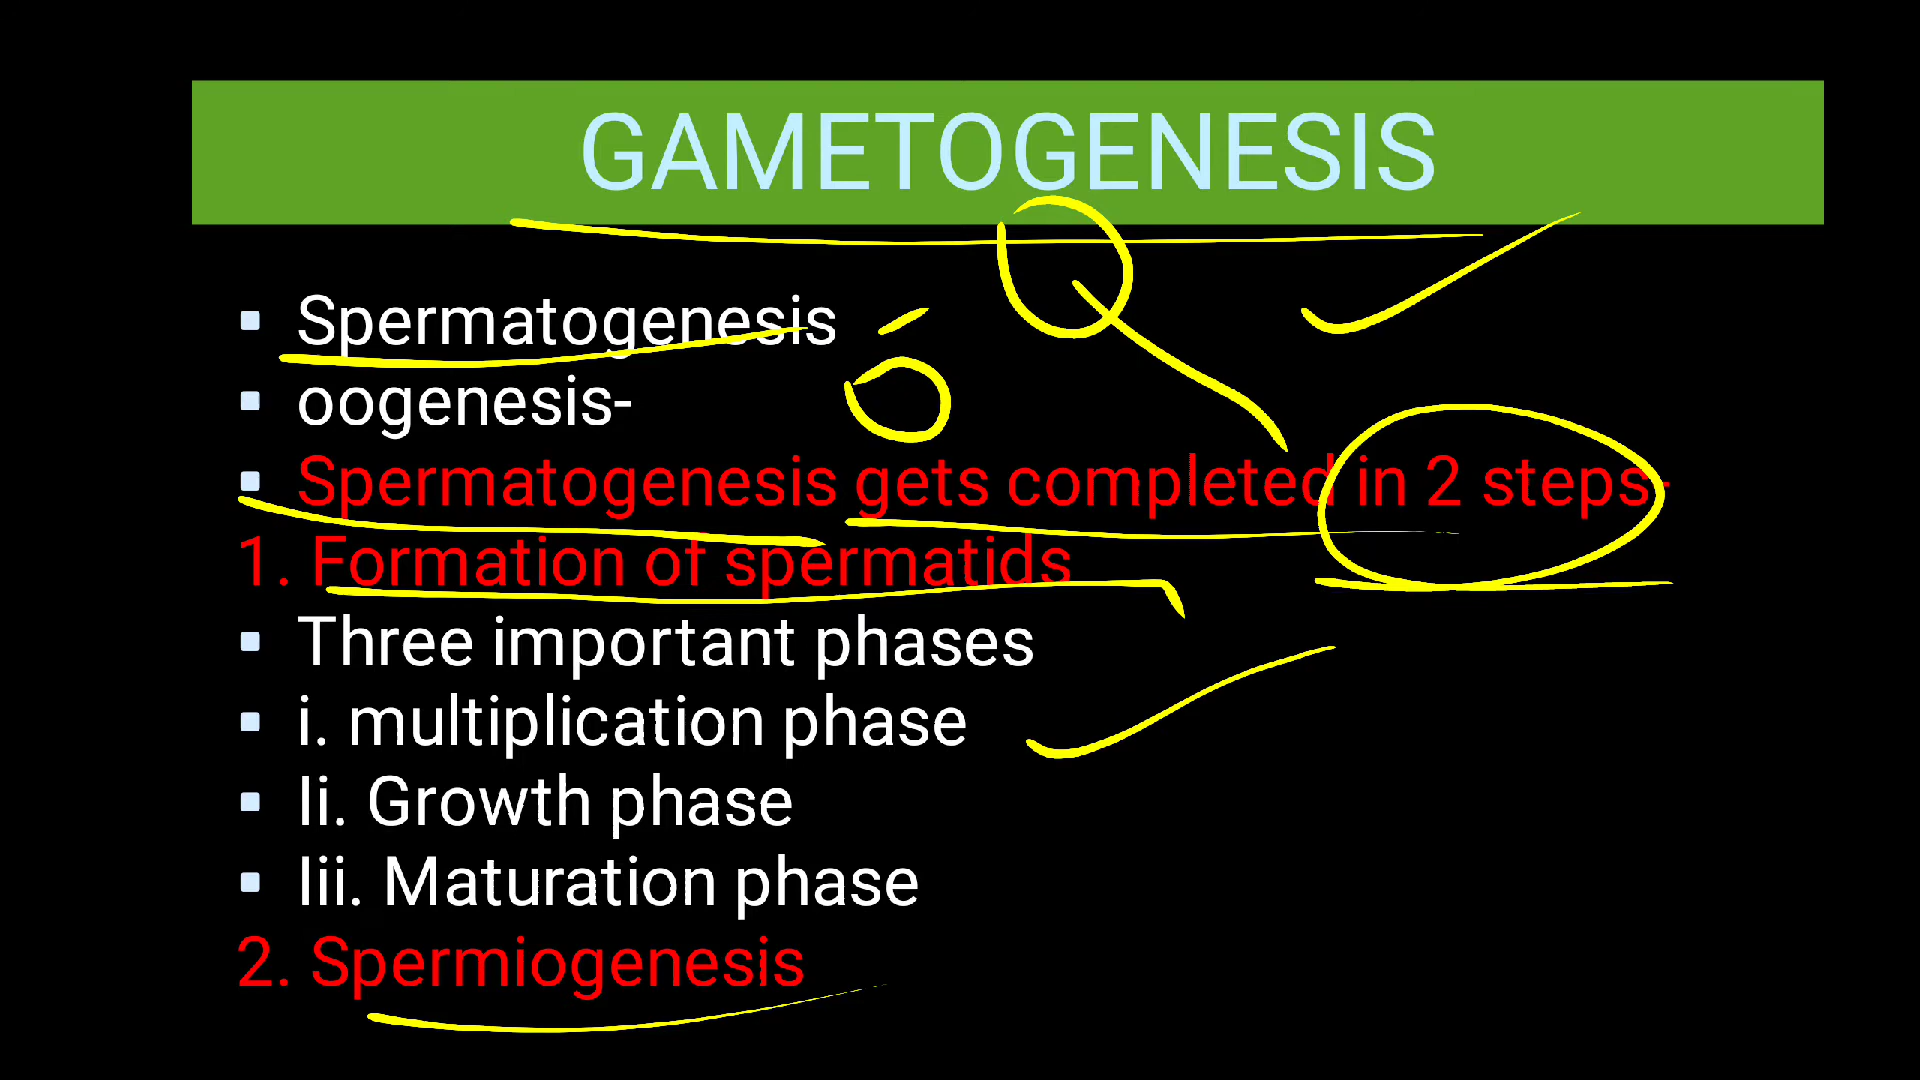 GAMETOGENESIS
Spermatogenesis
oogenesis-
Spermatogenesis gets completed in 2 steps-
1. Formation of spermatids
Three important phases
i. multiplication phase
Ii. Growth phase
Iii. Maturation phase
2. Spermiogenesis